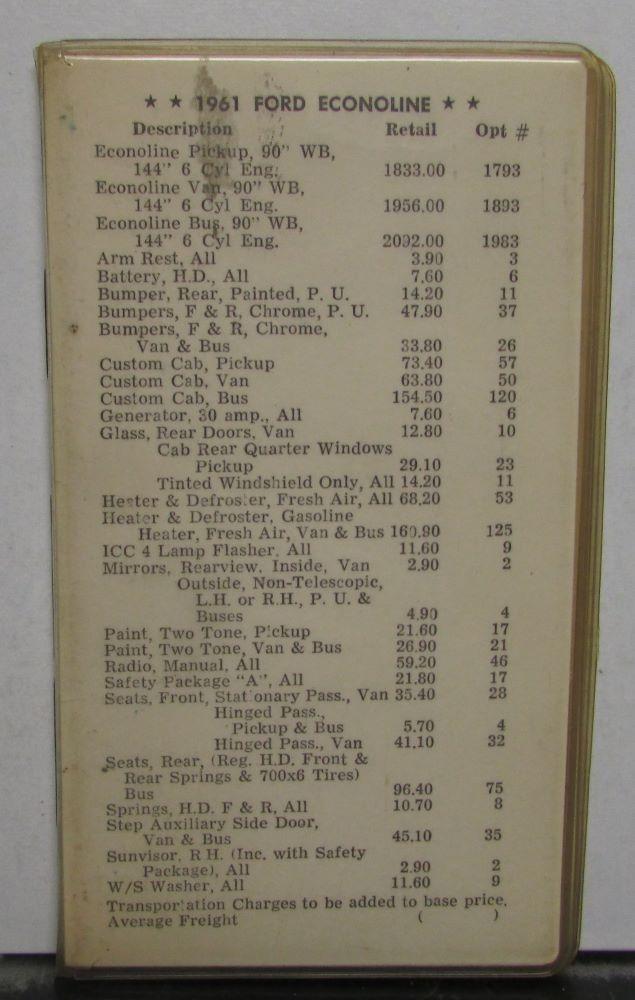 ★ ★ 1961 FORD ECONOLINE ★ ★
Description Retail Opt #
Econoline Pickup, 90" WB,
144" 6 Cyl Eng. 1833.00 1793
Econoline Van, 90" WB,
144" 6 Cyl Eng. 1956.00 1893
Econoline Bus, 90" WB,
144" 6 Cyl Eng. 2092.00 1983
Arm Rest, All 3.90 3
Battery, H.D., All 7.60 6
Bumper, Rear, Painted, P. U. 14.20 11
Bumpers, F & R, Chrome, P. U. 47.90 37
Bumpers, F & R, Chrome,
Van & Bus 33.80 26
Custom Cab, Pickup 73.40 57
Custom Cab, Van 63.80 50
Custom Cab, Bus 154.50 120
Generator, 30 amp., All 7.60 6
Glass, Rear Doors, Van 12.80 10
Cab Rear Quarter Windows
Pickup 29.10 23
Tinted Windshield Only, All 14.20 11
Heater & Defroster, Fresh Air, All 68.20 53
Heater & Defroster, Gasoline
Heater, Fresh Air, Van & Bus 160.90 125
ICC 4 Lamp Flasher, All 11.60 9
Mirrors, Rearview, Inside, Van 2.90 2
Outside, Non-Telescopic,
L.H. or R.H., P. U. &
Buses 4.90 4
Paint, Two Tone, Pickup 21.60 17
Paint, Two Tone, Van & Bus 26.90 21
Radio, Manual, All 59.20 46
Safety Package "A", All 21.80 17
Seats, Front, Stationary Pass., Van 35.40 28
Hinged Pass.,
Pickup & Bus 5.70 4
Hinged Pass., Van 41.10 32
Seats, Rear, (Reg. H.D. Front &
Rear Springs & 700x6 Tires)
Bus 96.40 75
Springs, H.D. F & R, All 10.70 8
Step Auxiliary Side Door,
Van & Bus 45.10 35
Sunvisor, R H. (Inc. with Safety
Package), All 2.90 2
W/S Washer, All 11.60 9
Transportation Charges to be added to base price.
Average Freight ( )